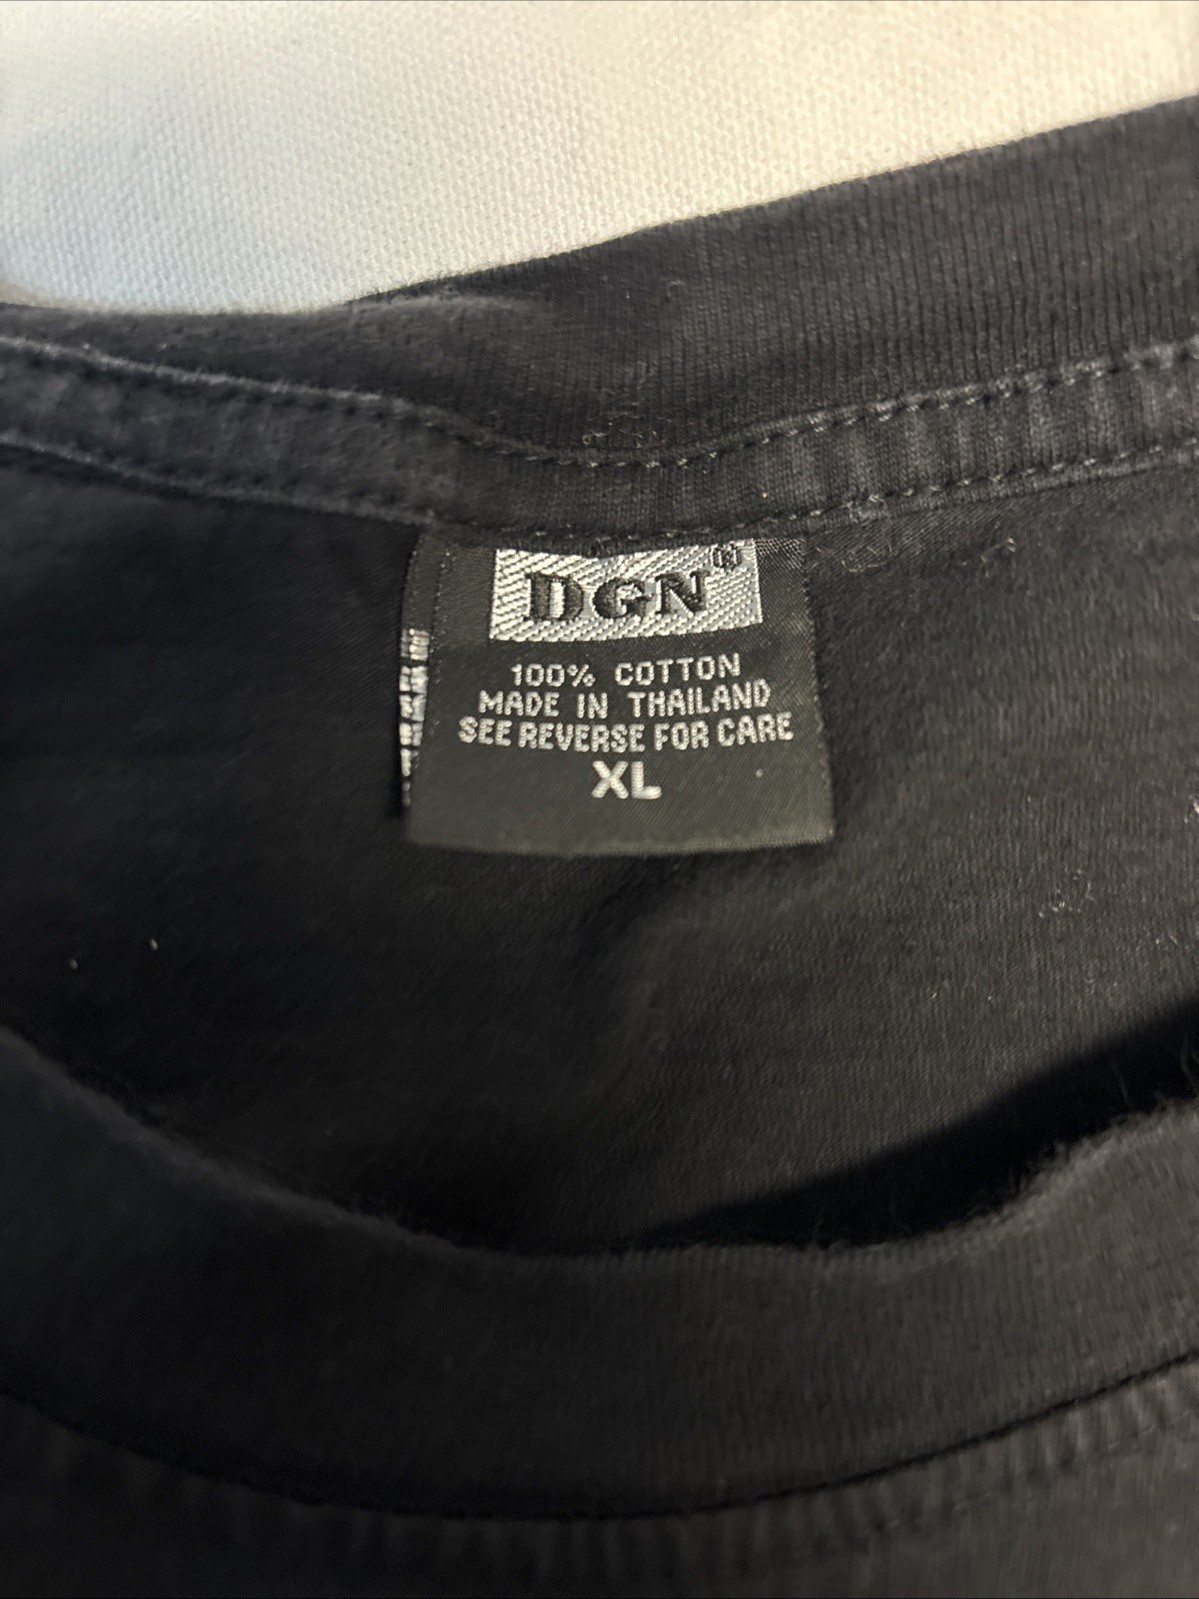 DGN®
100% COTTON
MADE IN THAILAND
SEE REVERSE FOR CARE
XL